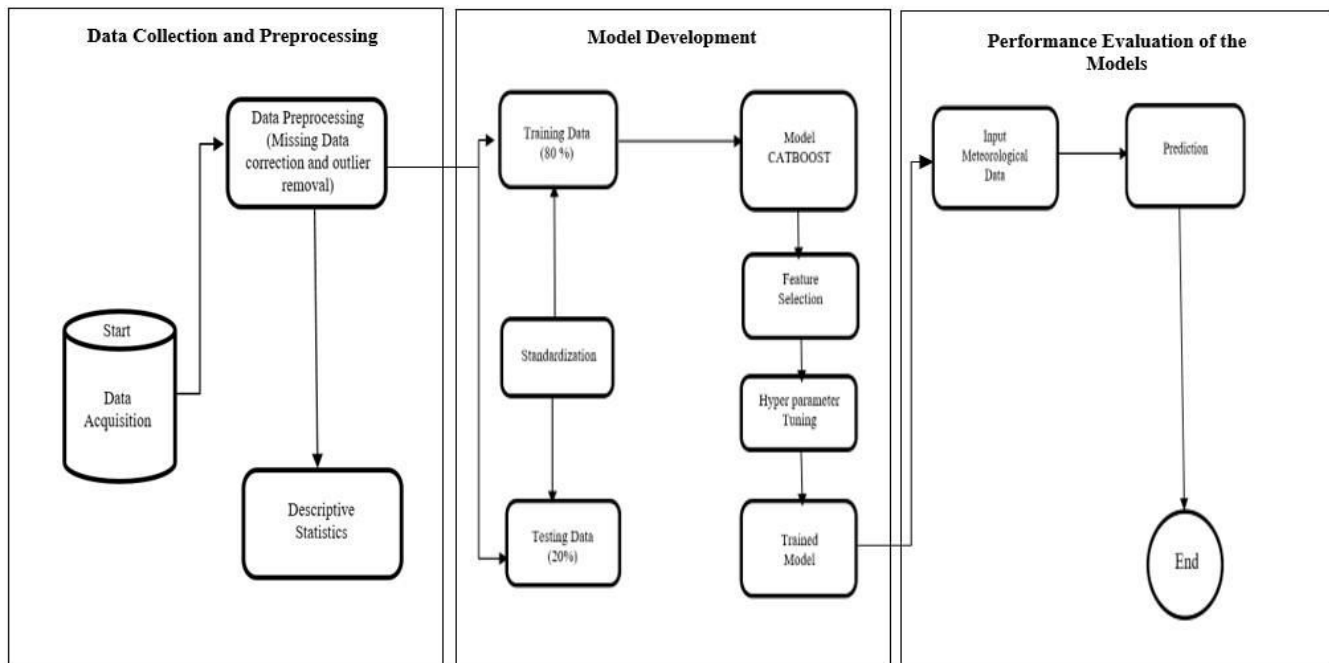 Data Collection and Preprocessing
Data Preprocessing
(Missing Data
correction and outlier
removal)
Start
Data
Acquisition
Descriptive
Statistics
Model Development
Training Data
(80 %)
Standardization
Testing Data
(20%)
Model
CATBOOST
Feature
Selection
Hyper parameter
Tuning
Trained
Model
Performance Evaluation of the
Models
Input
Meteorological
Data
Prediction
End